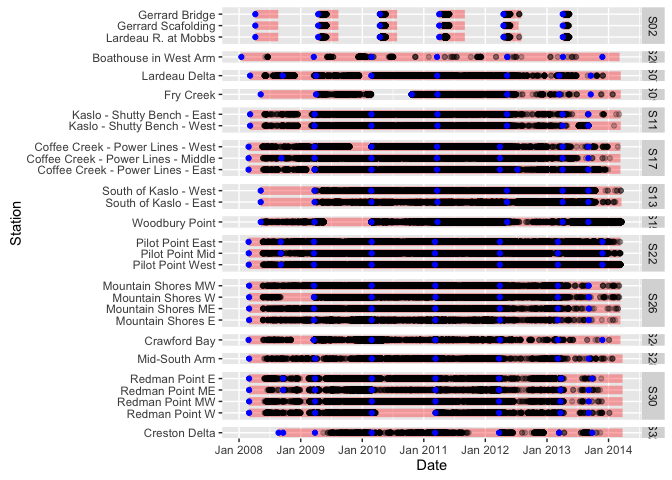 Gerrard Bridge
Gerrard Scafolding
Lardeau R. at Mobbs
S02
Boathouse in West Arm
Lardeau Delta
Fry Creek
Kaslo - Shutty Bench - East
Kaslo - Shutty Bench - West
S11
Coffee Creek - Power Lines - West
Coffee Creek - Power Lines - Middle
Coffee Creek - Power Lines - East
S17
South of Kaslo - West
South of Kaslo - East
S13
Woodbury Point
Pilot Point East
Pilot Point Mid
Pilot Point West
S22
Mountain Shores MW
Mountain Shores W
Mountain Shores ME
Mountain Shores E
S26
Crawford Bay
Mid-South Arm
Redman Point E
Redman Point ME
Redman Point MW
Redman Point W
S30
Creston Delta
Station
Jan 2008 Jan 2009 Jan 2010 Jan 2011 Jan 2012 Jan 2013 Jan 2014
Date